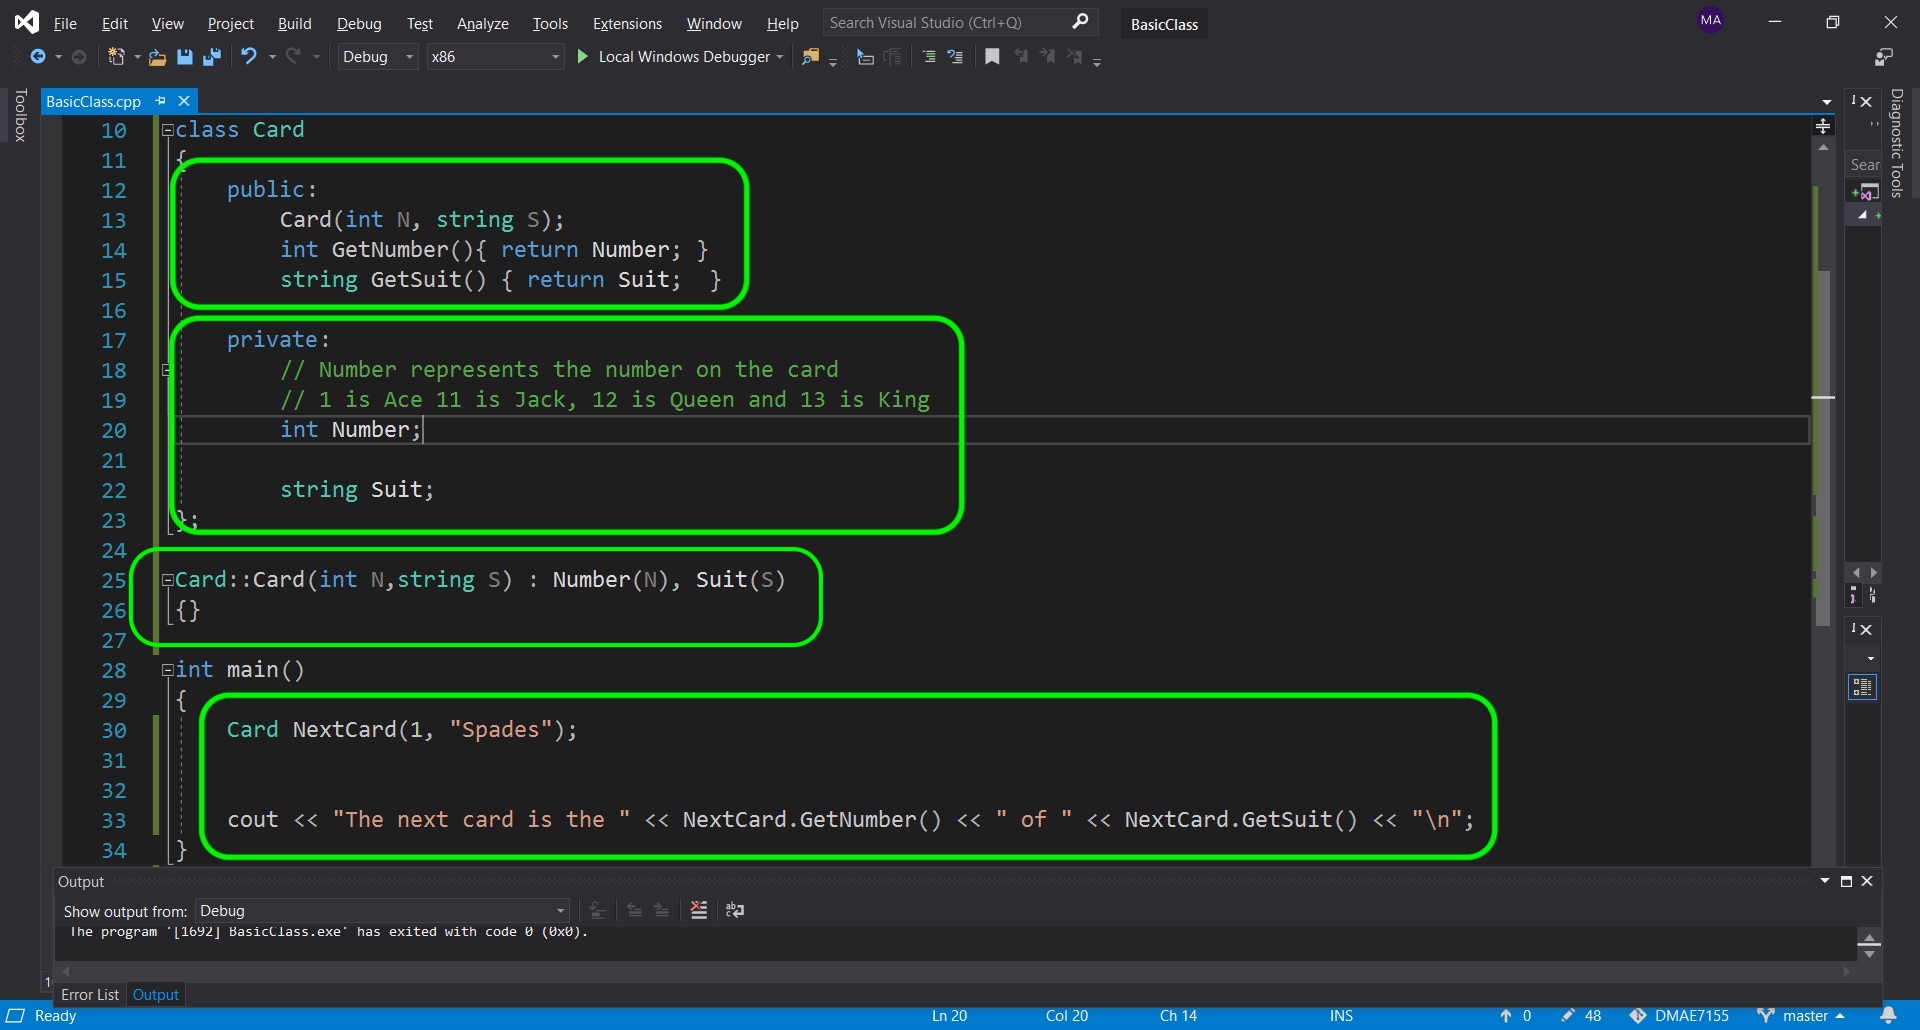 File Edit View Project Build Debug Test Analyze Tools Extensions Window Help Search Visual Studio (Ctrl+Q) BasicClass MA
Debug x86 Local Windows Debugger
Toolbox
BasicClass.cpp
10 class Card
11 {
12 public:
13 Card(int N, string S);
14 int GetNumber(){ return Number; }
15 string GetSuit() { return Suit;  }
16
17 private:
18 // Number represents the number on the card
19 // 1 is Ace 11 is Jack, 12 is Queen and 13 is King
20 int Number;
21
22 string Suit;
23 };
24
25 Card::Card(int N,string S) : Number(N), Suit(S)
26 {}
27
28 int main()
29 {
30 Card NextCard(1, "Spades");
31
32
33 cout << "The next card is the " << NextCard.GetNumber() << " of " << NextCard.GetSuit() << "\n";
34 }
Diagnostic Tools
Sear
Output
Show output from: Debug
The program '[1692] BasicClass.exe' has exited with code 0 (0x0).
Error List Output
Ready Ln 20 Col 20 Ch 14 INS 0 48 DMAE7155 master